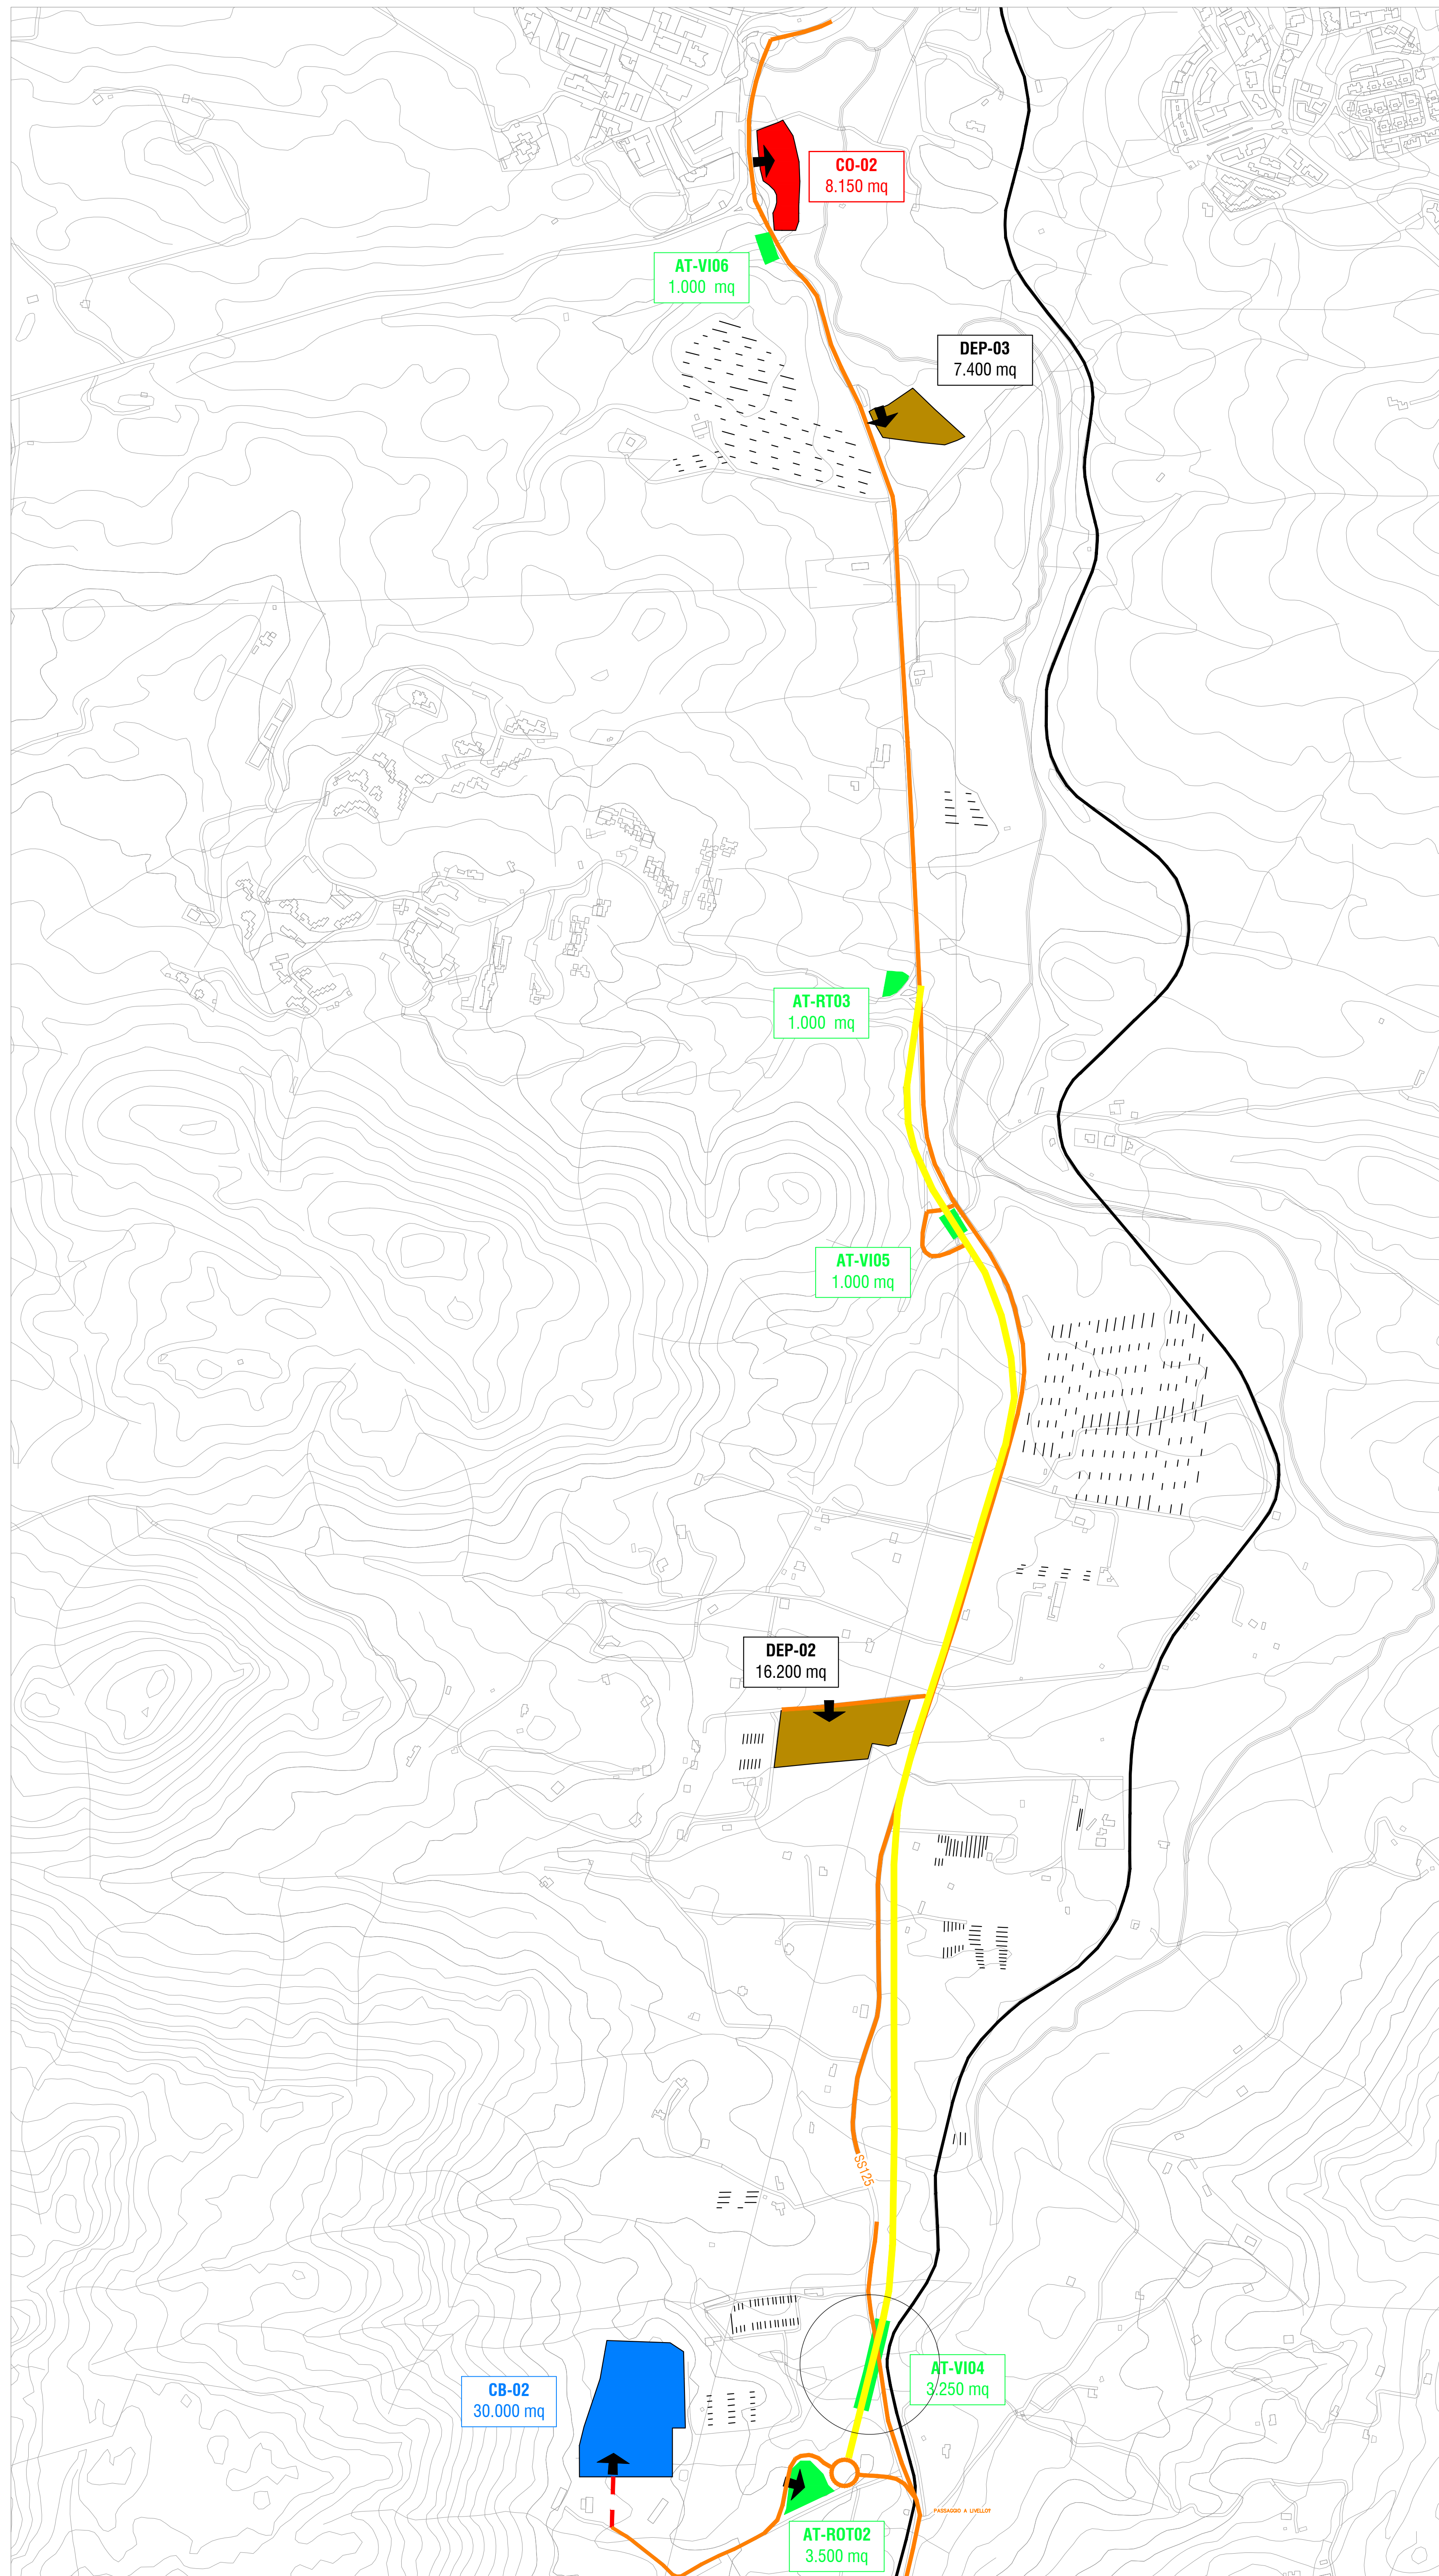 CO-02
8.150 mq
AT-VI06
1.000 mq
DEP-03
7.400 mq
AT-RT03
1.000 mq
AT-VI05
1.000 mq
DEP-02
16.200 mq
SS125
AT-VI04
3.250 mq
CB-02
30.000 mq
PASSAGGIO A LIVELLOT
AT-ROT02
3.500 mq